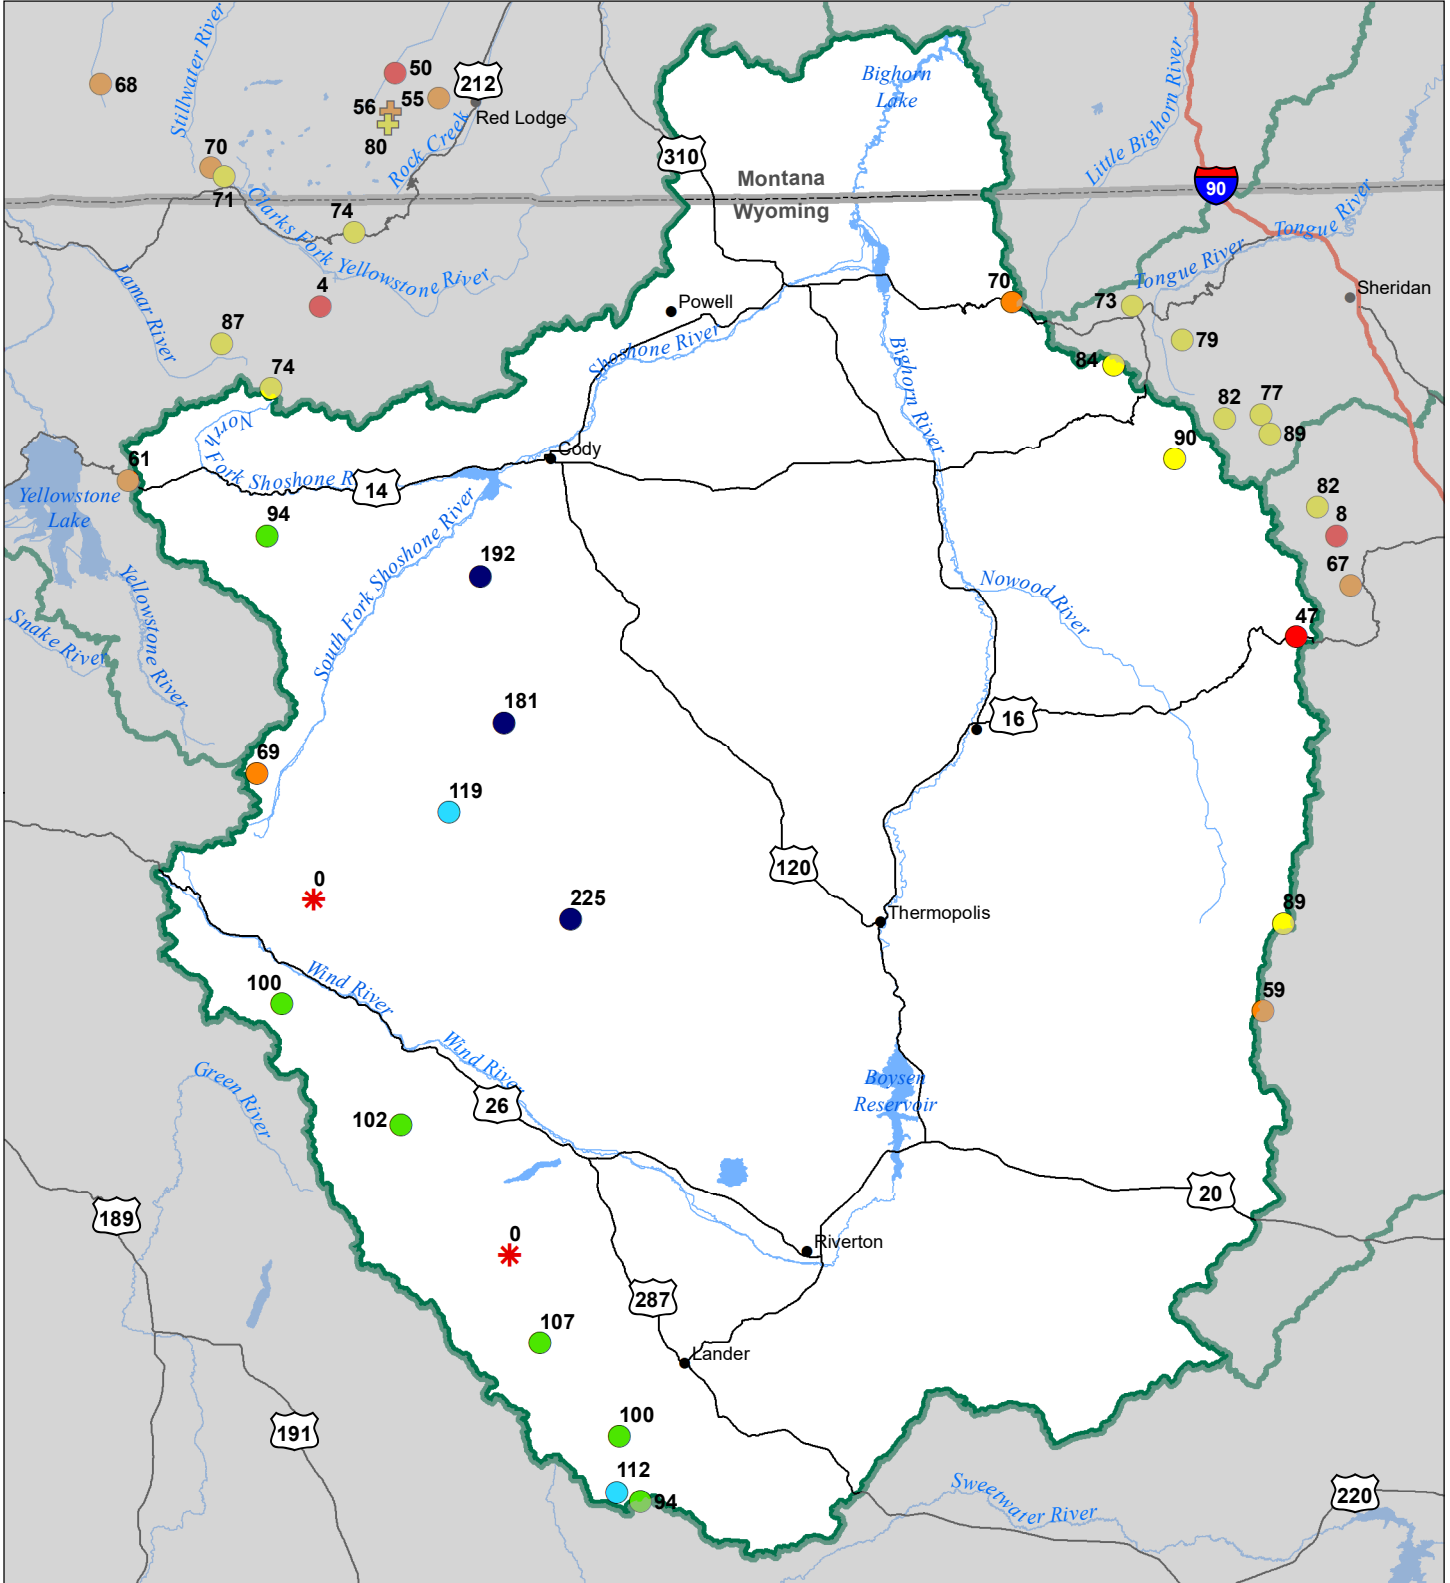 Stillwater River
68
50
212
55
56
80
Red Lodge
Rock Creek
Bighorn
Lake
Little Bighorn River
310
70
71
90
Montana
Wyoming
74
Clarks Fork Yellowstone River
Tongue River
Tongue River
Lamar River
4
Powell
70
73
Sheridan
87
79
Shoshone River
Bighorn River
84
74
82
77
89
North
Fork Shoshone R
61
Cody
90
14
Yellowstone
Lake
94
82
8
South Fork Shoshone River
192
67
Yellowstone River
Nowood River
Snake River
47
181
16
69
119
120
0
225
Thermopolis
89
100
Wind River
59
Wind River
Green River
Boysen
Reservoir
26
102
20
189
0
Riverton
287
107
Lander
100
191
112
94
Sweetwater River
220